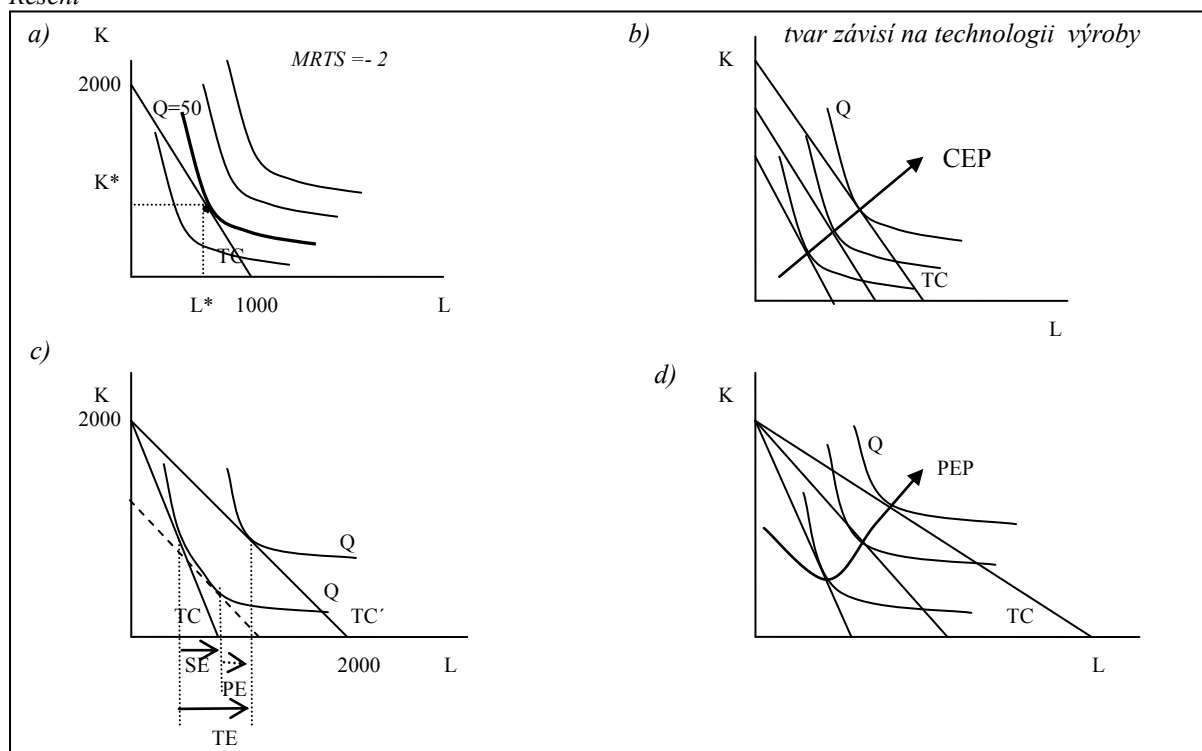 Řešení
a)
K
MRTS =- 2
2000
Q=50
K*
TC
L* 1000 L
b)
tvar závisí na technologii výroby
K
Q
CEP
TC
L
c)
K
2000
Q
Q
TC
TC´
SE
2000 L
PE
TE
d)
K
Q
PEP
TC
L